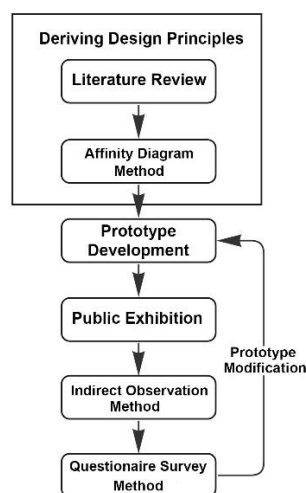 Deriving Design Principles
Literature Review
Affinity Diagram
Method
Prototype
Development
Public Exhibition
Prototype
Modification
Indirect Observation
Method
Questionaire Survey
Method